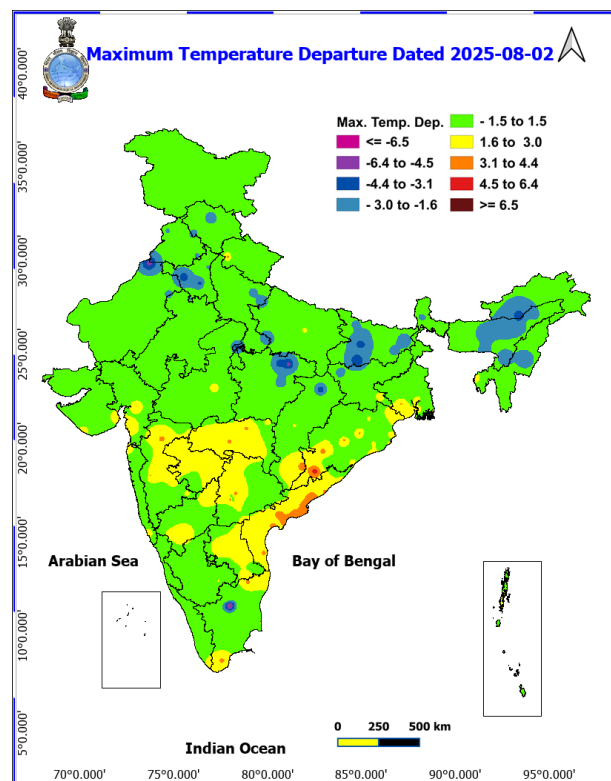 Maximum Temperature Departure Dated 2025-08-02
Max. Temp. Dep.
<= -6.5
-6.4 to -4.5
-4.4 to -3.1
- 3.0 to -1.6
- 1.5 to 1.5
1.6 to 3.0
3.1 to 4.4
4.5 to 6.4
>= 6.5
40°0.000'
35°0.000'
30°0.000'
25°0.000'
20°0.000'
15°0.000'
10°0.000'
5°0.000'
Arabian Sea
Bay of Bengal
Indian Ocean
0 250 500 km
70°0.000' 75°0.000' 80°0.000' 85°0.000' 90°0.000' 95°0.000'